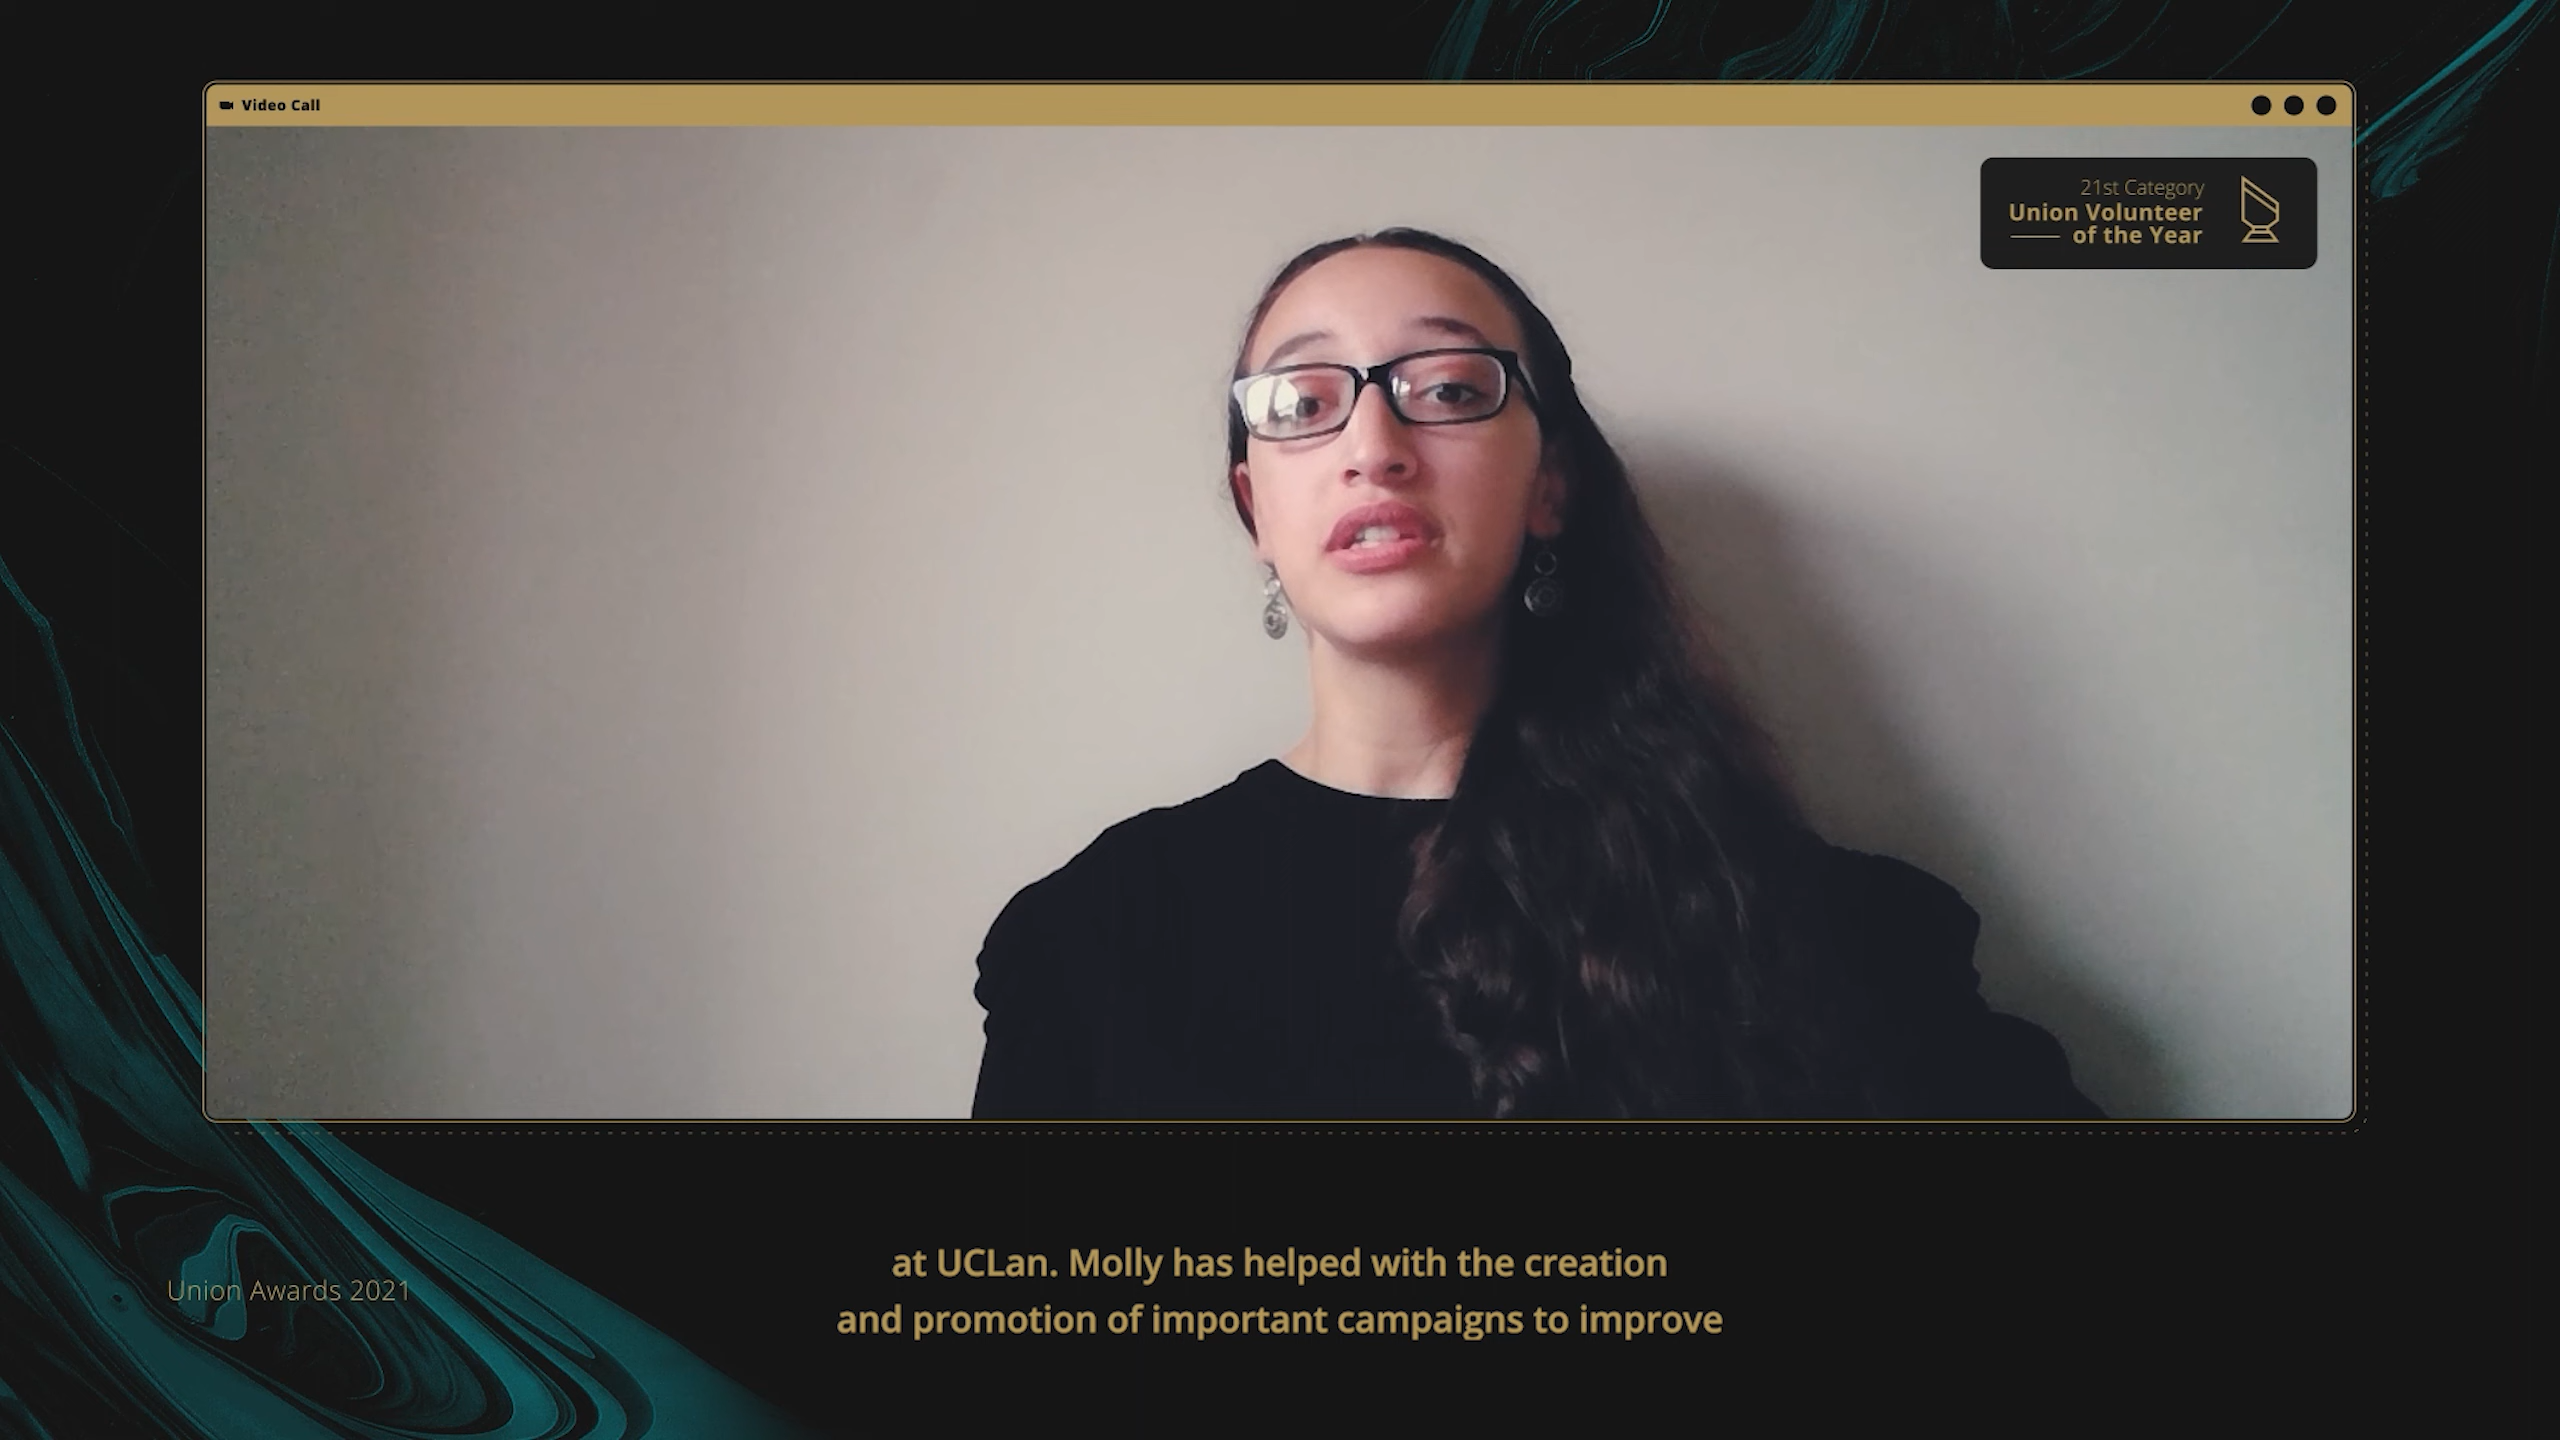 Video Call
21st Category
Union Volunteer
of the Year
at UCLan. Molly has helped with the creation
and promotion of important campaigns to improve
Union Awards 2021